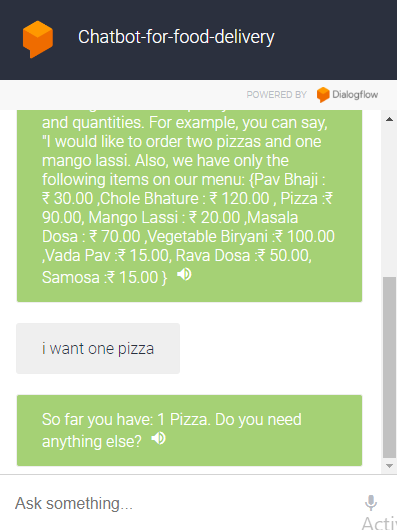 Chatbot-for-food-delivery
POWERED BY Dialogflow
and quantities. For example, you can say,
"I would like to order two pizzas and one
mango lassi. Also, we have only the
following items on our menu: {Pav Bhaji :
₹ 30.00 ,Chole Bhature : ₹ 120.00 , Pizza :₹
90.00, Mango Lassi : ₹ 20.00 ,Masala
Dosa : ₹ 70.00 ,Vegetable Biryani :₹ 100.00
,Vada Pav :₹ 15.00, Rava Dosa :₹ 50.00,
Samosa :₹ 15.00 }
i want one pizza
So far you have: 1 Pizza. Do you need
anything else?
Ask something...
Acti